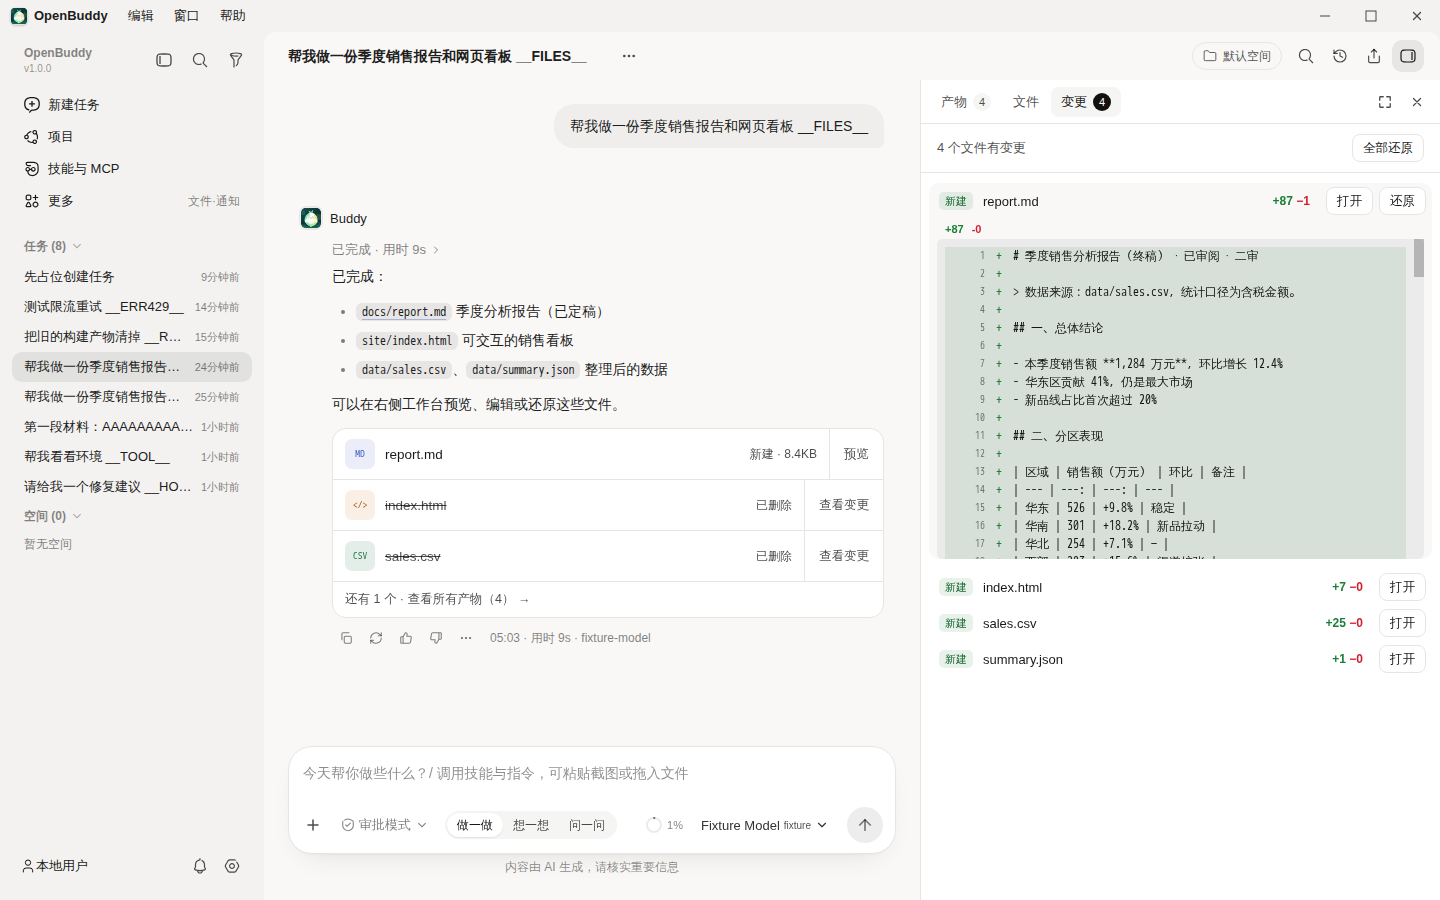 OpenBuddy 编辑 窗口 帮助
OpenBuddy
v1.0.0
新建任务
项目
技能与 MCP
更多 文件·通知
任务 (8)
先占位创建任务 9分钟前
测试限流重试 __ERR429__ 14分钟前
把旧的构建产物清掉 __R… 15分钟前
帮我做一份季度销售报告… 24分钟前
帮我做一份季度销售报告… 25分钟前
第一段材料：AAAAAAAAA… 1小时前
帮我看看环境 __TOOL__ 1小时前
请给我一个修复建议 __HO… 1小时前
空间 (0)
暂无空间
本地用户
帮我做一份季度销售报告和网页看板 __FILES__
默认空间
帮我做一份季度销售报告和网页看板 __FILES__
Buddy
已完成 · 用时 9s
已完成：
docs/report.md 季度分析报告（已定稿）
site/index.html 可交互的销售看板
data/sales.csv、data/summary.json 整理后的数据
可以在右侧工作台预览、编辑或还原这些文件。
MD report.md 新建 · 8.4KB 预览
</> index.html 已删除 查看变更
CSV sales.csv 已删除 查看变更
还有 1 个 · 查看所有产物（4） →
05:03 · 用时 9s · fixture-model
今天帮你做些什么？/ 调用技能与指令，可粘贴截图或拖入文件
审批模式 做一做 想一想 问一问 1% Fixture Model fixture
内容由 AI 生成，请核实重要信息
产物 4 文件 变更 4
4 个文件有变更 全部还原
新建 report.md +87 −1 打开 还原
+87 -0
1 + # 季度销售分析报告（终稿） · 已审阅 · 二审
2 +
3 + > 数据来源：data/sales.csv, 统计口径为含税金额。
4 +
5 + ## 一、总体结论
6 +
7 + - 本季度销售额 **1,284 万元**, 环比增长 12.4%
8 + - 华东区贡献 41%, 仍是最大市场
9 + - 新品线占比首次超过 20%
10 +
11 + ## 二、分区表现
12 +
13 + | 区域 | 销售额（万元） | 环比 | 备注 |
14 + | --- | ---: | ---: | --- |
15 + | 华东 | 526 | +9.8% | 稳定 |
16 + | 华南 | 301 | +18.2% | 新品拉动 |
17 + | 华北 | 254 | +7.1% | — |
新建 index.html +7 −0 打开
新建 sales.csv +25 −0 打开
新建 summary.json +1 −0 打开